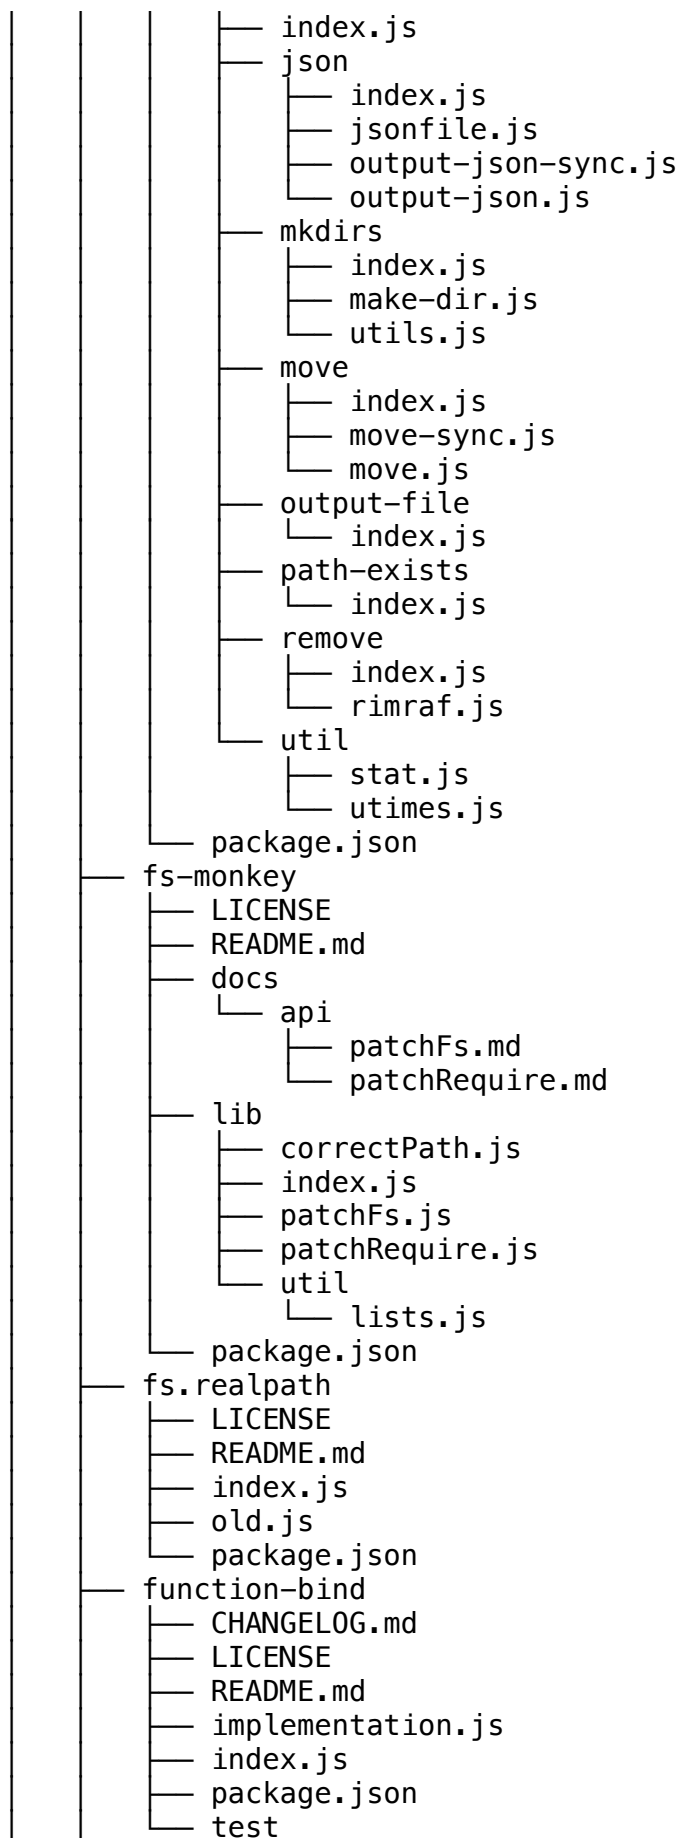 │   │   │   ├── index.js
│   │   │   ├── json
│   │   │   │   ├── index.js
│   │   │   │   ├── jsonfile.js
│   │   │   │   ├── output-json-sync.js
│   │   │   │   └── output-json.js
│   │   │   ├── mkdirs
│   │   │   │   ├── index.js
│   │   │   │   ├── make-dir.js
│   │   │   │   └── utils.js
│   │   │   ├── move
│   │   │   │   ├── index.js
│   │   │   │   ├── move-sync.js
│   │   │   │   └── move.js
│   │   │   ├── output-file
│   │   │   │   └── index.js
│   │   │   ├── path-exists
│   │   │   │   └── index.js
│   │   │   ├── remove
│   │   │   │   ├── index.js
│   │   │   │   └── rimraf.js
│   │   │   └── util
│   │   │       ├── stat.js
│   │   │       └── utimes.js
│   │   └── package.json
│   ├── fs-monkey
│   │   ├── LICENSE
│   │   ├── README.md
│   │   ├── docs
│   │   │   └── api
│   │   │       ├── patchFs.md
│   │   │       └── patchRequire.md
│   │   ├── lib
│   │   │   ├── correctPath.js
│   │   │   ├── index.js
│   │   │   ├── patchFs.js
│   │   │   ├── patchRequire.js
│   │   │   └── util
│   │   │       └── lists.js
│   │   └── package.json
│   ├── fs.realpath
│   │   ├── LICENSE
│   │   ├── README.md
│   │   ├── index.js
│   │   ├── old.js
│   │   └── package.json
│   ├── function-bind
│   │   ├── CHANGELOG.md
│   │   ├── LICENSE
│   │   ├── README.md
│   │   ├── implementation.js
│   │   ├── index.js
│   │   ├── package.json
│   │   └── test